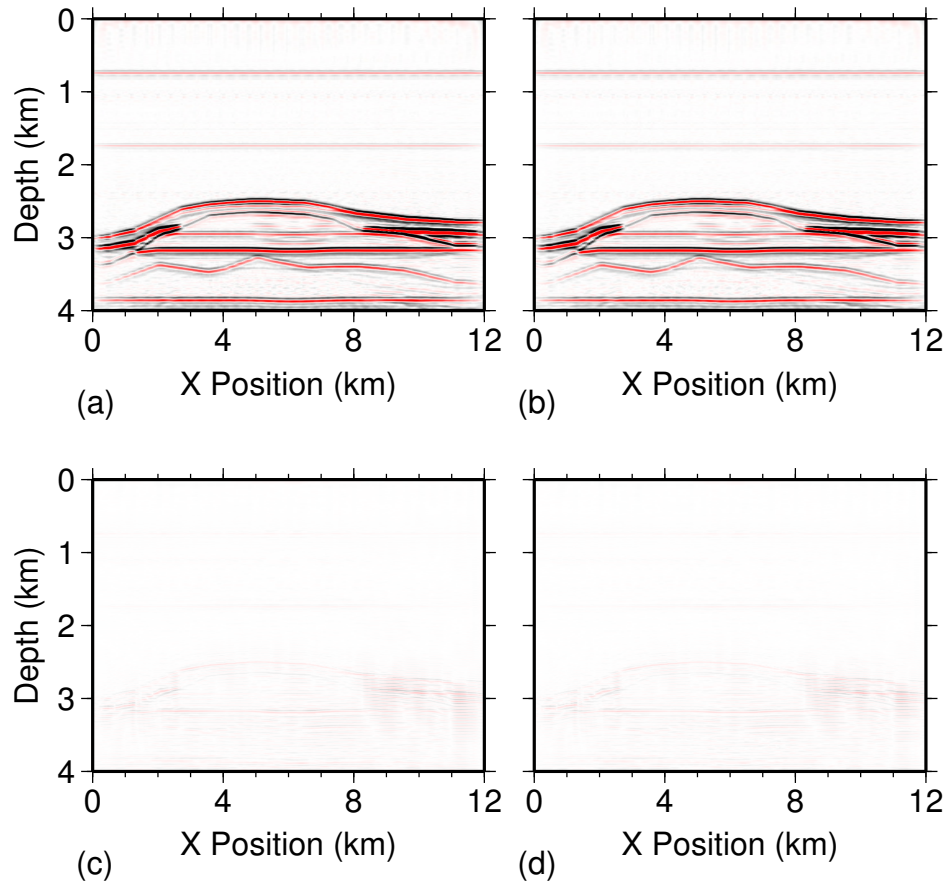 0
1
2
3
4
Depth (km)
0 4 8 12
X Position (km)
(a)
0 4 8 12
X Position (km)
(b)
0
1
2
3
4
Depth (km)
0 4 8 12
X Position (km)
(c)
0 4 8 12
X Position (km)
(d)